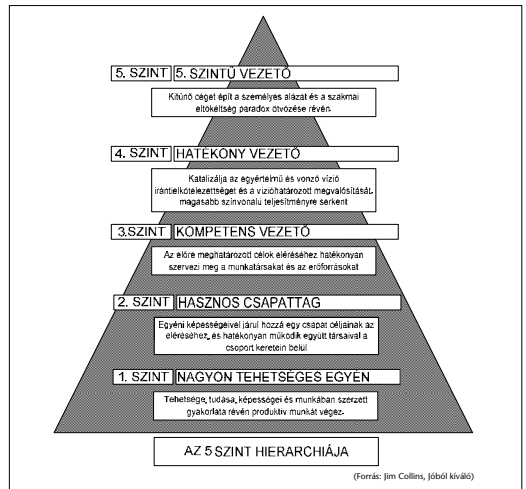 5. SZINT 5. SZINTŰ VEZETŐ
Kitűnő céget épít a személyes alázat és a szakmai
eltökéltség paradox ötvözése révén.
4. SZINT HATÉKONY VEZETŐ
Katalizálja az egyértelmű és vonzó vízió
iránti elkötelezettséget és a vízióhatározott megvalósítását,
magasabb színvonalú teljesítményre serkent
3.SZINT KOMPETENS VEZETŐ
Az előre meghatározott célok eléréséhez hatékonyan
szervezi meg a munkatársakat és az erőforrásokat
2. SZINT HASZNOS CSAPATTAG
Egyéni képességeivel járul hozzá egy csapat céljainak az
eléréséhez, és hatékonyan működik együtt társaival a
csoport keretein belül
1. SZINT NAGYON TEHETSÉGES EGYÉN
Tehetsége, tudása, képességei és munkában szerzett
gyakorlata révén produktív munkát végez.
AZ 5 SZINT HIERARCHIÁJA
(Forrás: Jim Collins, Jóból kíváló)